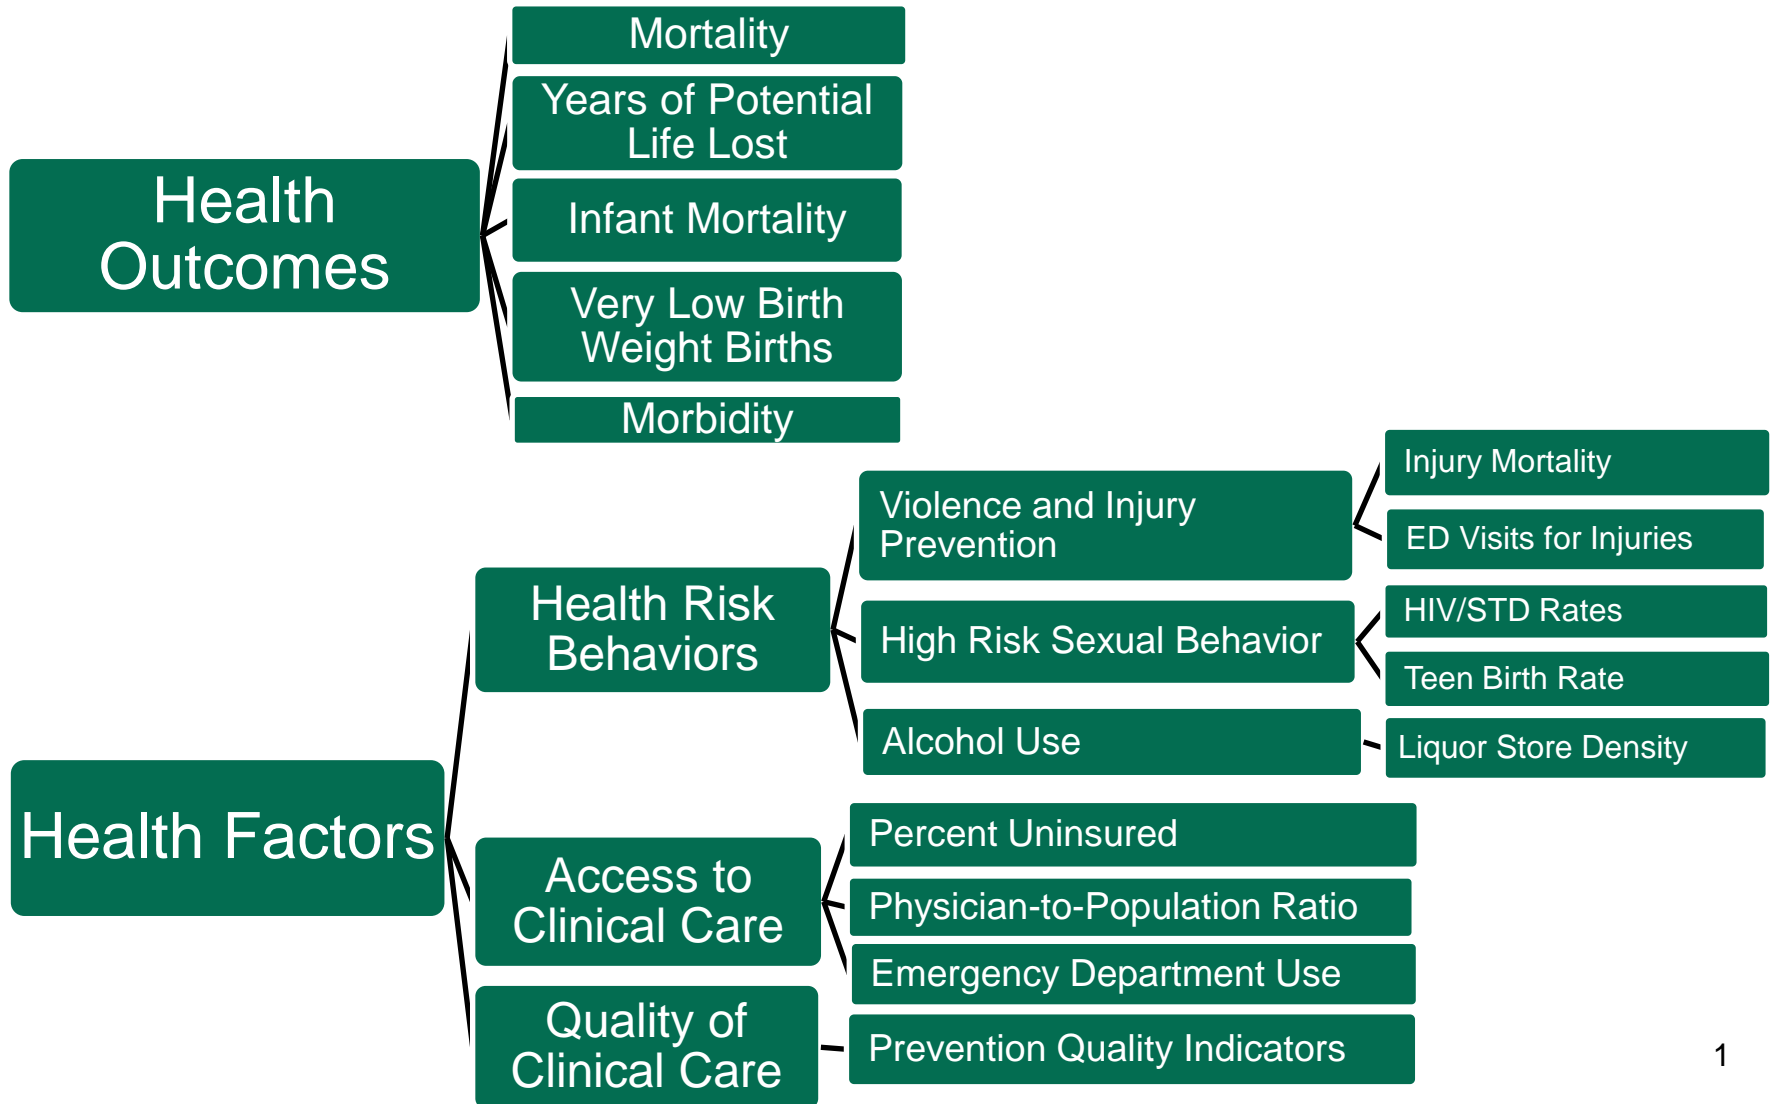 Health
Outcomes
Mortality
Years of Potential
Life Lost
Infant Mortality
Very Low Birth
Weight Births
Morbidity
Health Factors
Health Risk
Behaviors
Violence and Injury
Prevention
Injury Mortality
ED Visits for Injuries
High Risk Sexual Behavior
HIV/STD Rates
Teen Birth Rate
Alcohol Use
Liquor Store Density
Access to
Clinical Care
Percent Uninsured
Physician-to-Population Ratio
Emergency Department Use
Quality of
Clinical Care
Prevention Quality Indicators
1